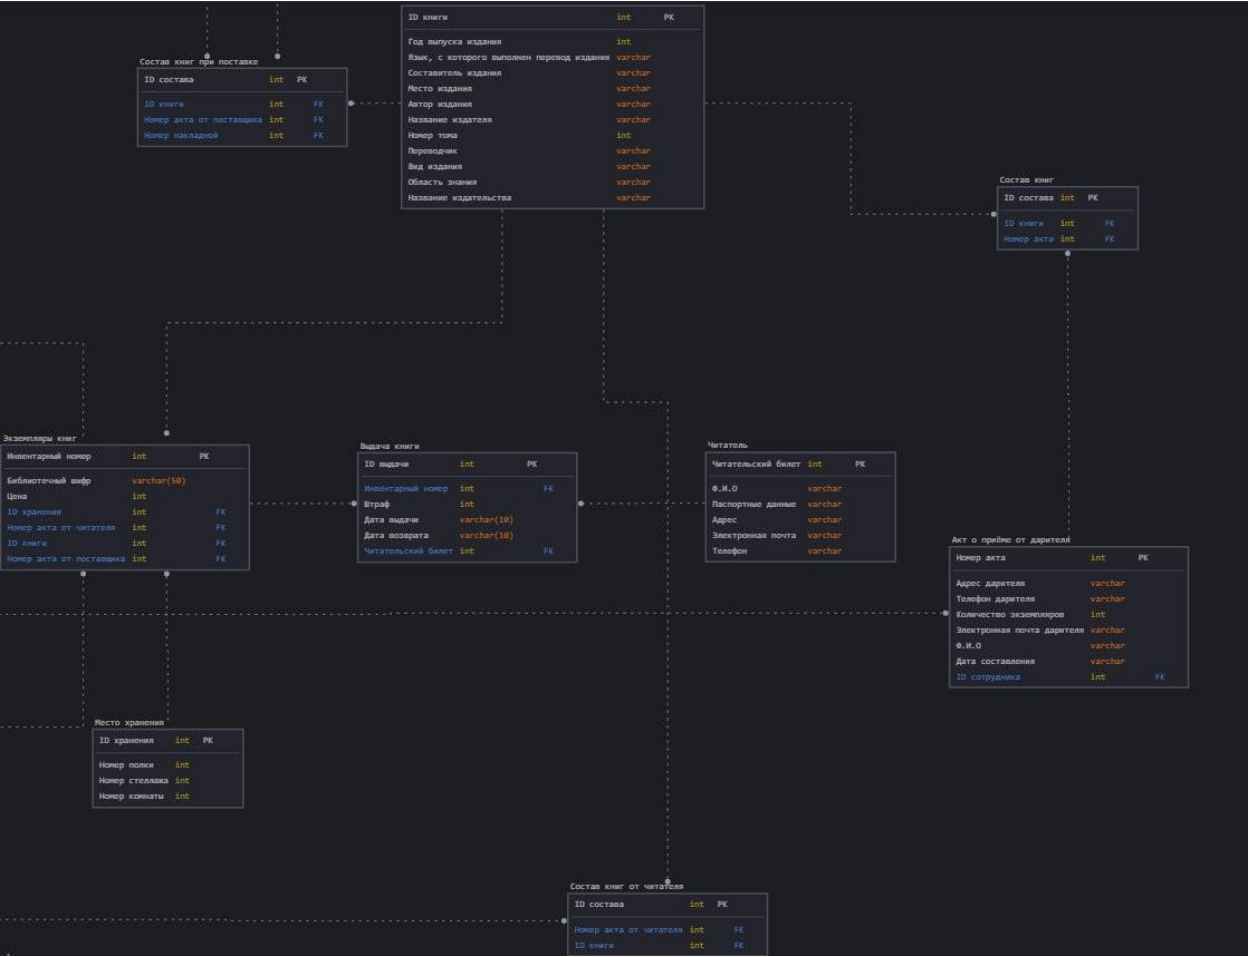 ID книги int PK
Год выпуска издания int
Язык, с которого выполнен перевод издания varchar
Составитель издания varchar
Место издания varchar
Автор издания varchar
Название издателя varchar
Номер тома int
Переводчик varchar
Вид издания varchar
Область знания varchar
Название издательства varchar
Состав книг при поставке
ID состава int PK
ID книги int FK
Номер акта от поставщика int FK
Номер накладной int FK
Состав книг
ID состава int PK
ID книги int FK
Номер акта int FK
Экземпляры книг
Инвентарный номер int PK
Библиотечный шифр varchar(50)
Цена int
ID хранения int FK
Номер акта от читателя int FK
ID книги int FK
Номер акта от поставщика int FK
Выдача книги
ID выдачи int PK
Инвентарный номер int FK
Штраф int
Дата выдачи varchar(10)
Дата возврата varchar(10)
Читательский билет int FK
Читатель
Читательский билет int PK
Ф.И.О varchar
Паспортные данные varchar
Адрес varchar
Электронная почта varchar
Телефон varchar
Акт о приёме от дарителя
Номер акта int PK
Адрес дарителя varchar
Телефон дарителя varchar
Количество экземпляров int
Электронная почта дарителя varchar
Ф.И.О varchar
Дата составления varchar
ID сотрудника int FK
Место хранения
ID хранения int PK
Номер полки int
Номер стеллажа int
Номер комнаты int
Состав книг от читателя
ID состава int PK
Номер акта от читателя int FK
ID книги int FK